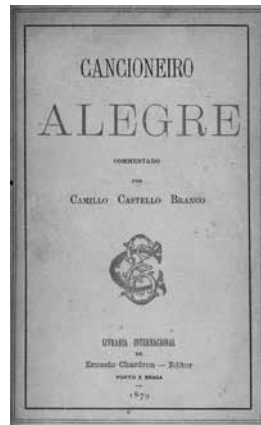 CANCIONEIRO
ALEGRE
COMMENTADO
POR
CAMILLO CASTELLO BRANCO
LIVRARIA INTERNACIONAL
DE
Ernesto Chardron — Editor
PORTO E BRAGA
1879